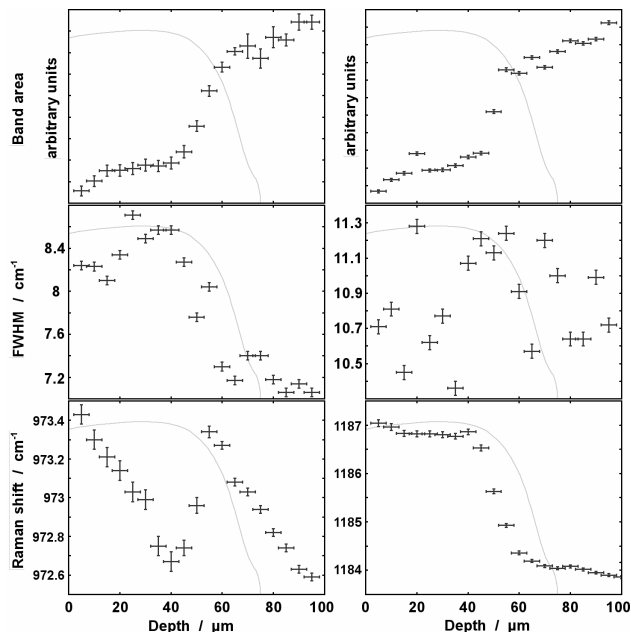 Band area
arbitrary units
arbitrary units
FWHM / cm⁻¹
8.4
8
7.6
7.2
11.3
11.1
10.9
10.7
10.5
Raman shift / cm⁻¹
973.4
973.2
973
972.8
972.6
1187
1186
1185
1184
0 20 40 60 80 100
0 20 40 60 80 100
Depth / µm
Depth / µm